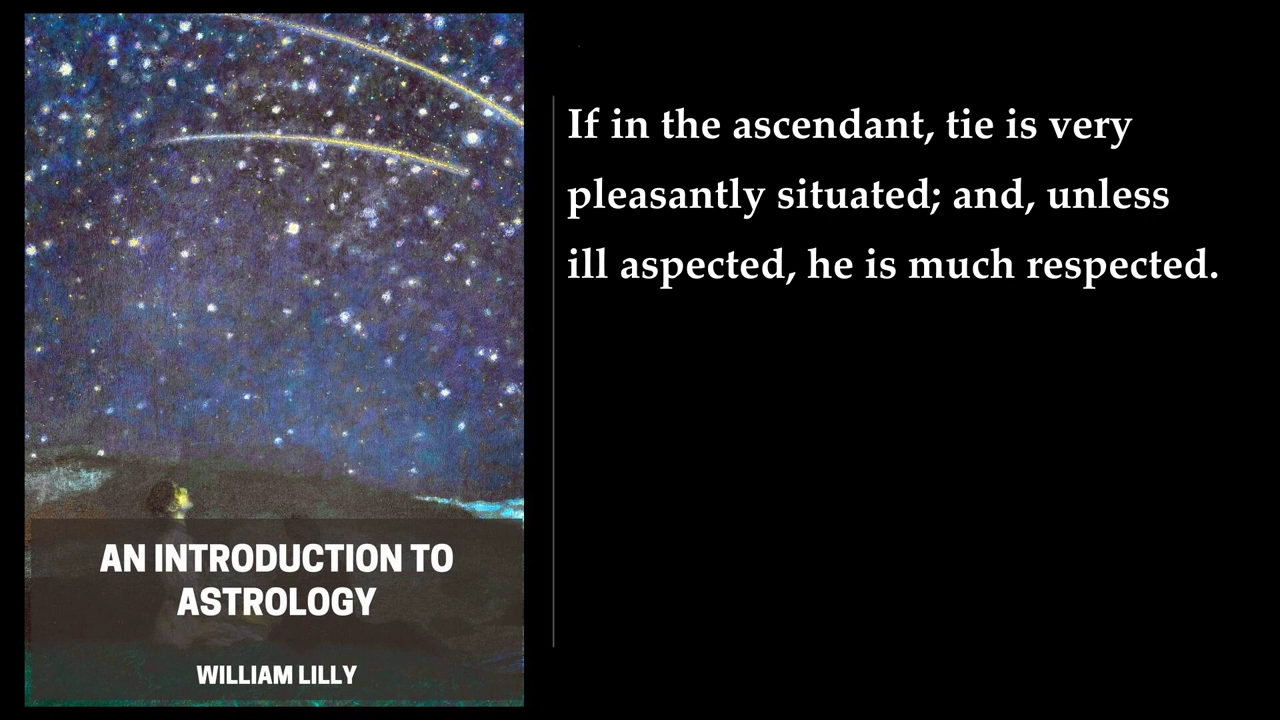 If in the ascendant, tie is very
pleasantly situated; and, unless
ill aspected, he is much respected.
AN INTRODUCTION TO
ASTROLOGY
WILLIAM LILLY